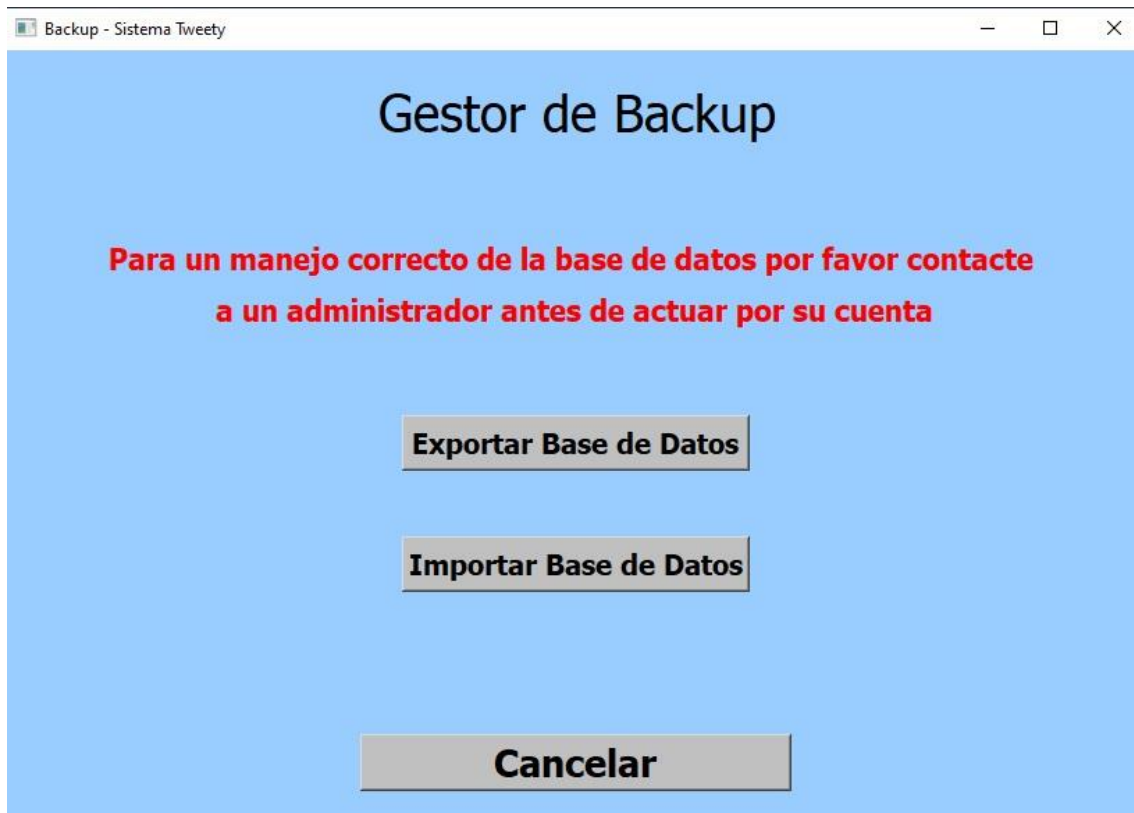 Backup - Sistema Tweety
Gestor de Backup
Para un manejo correcto de la base de datos por favor contacte
a un administrador antes de actuar por su cuenta
Exportar Base de Datos
Importar Base de Datos
Cancelar